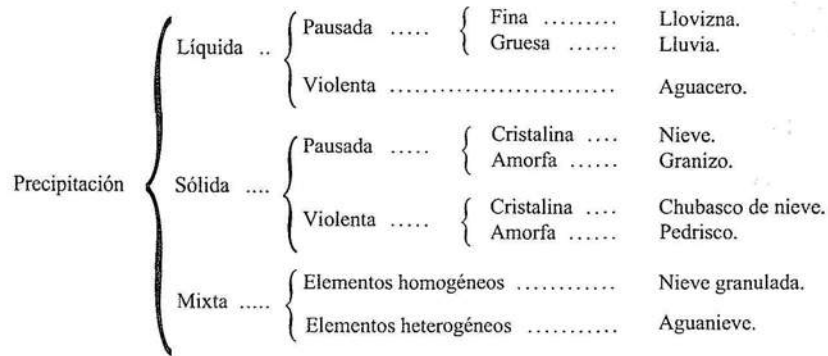 Fina ......... Llovizna.
Líquida .. Pausada ..... Gruesa ...... Lluvia.
Violenta .............................. Aguacero.
Cristalina .... Nieve.
Pausada ..... Amorfa ...... Granizo.
Precipitación Sólida ....
Violenta ..... Cristalina .... Chubasco de nieve.
Amorfa ...... Pedrisco.
Mixta ..... Elementos homogéneos ............ Nieve granulada.
Elementos heterogéneos ........... Aguanieve.